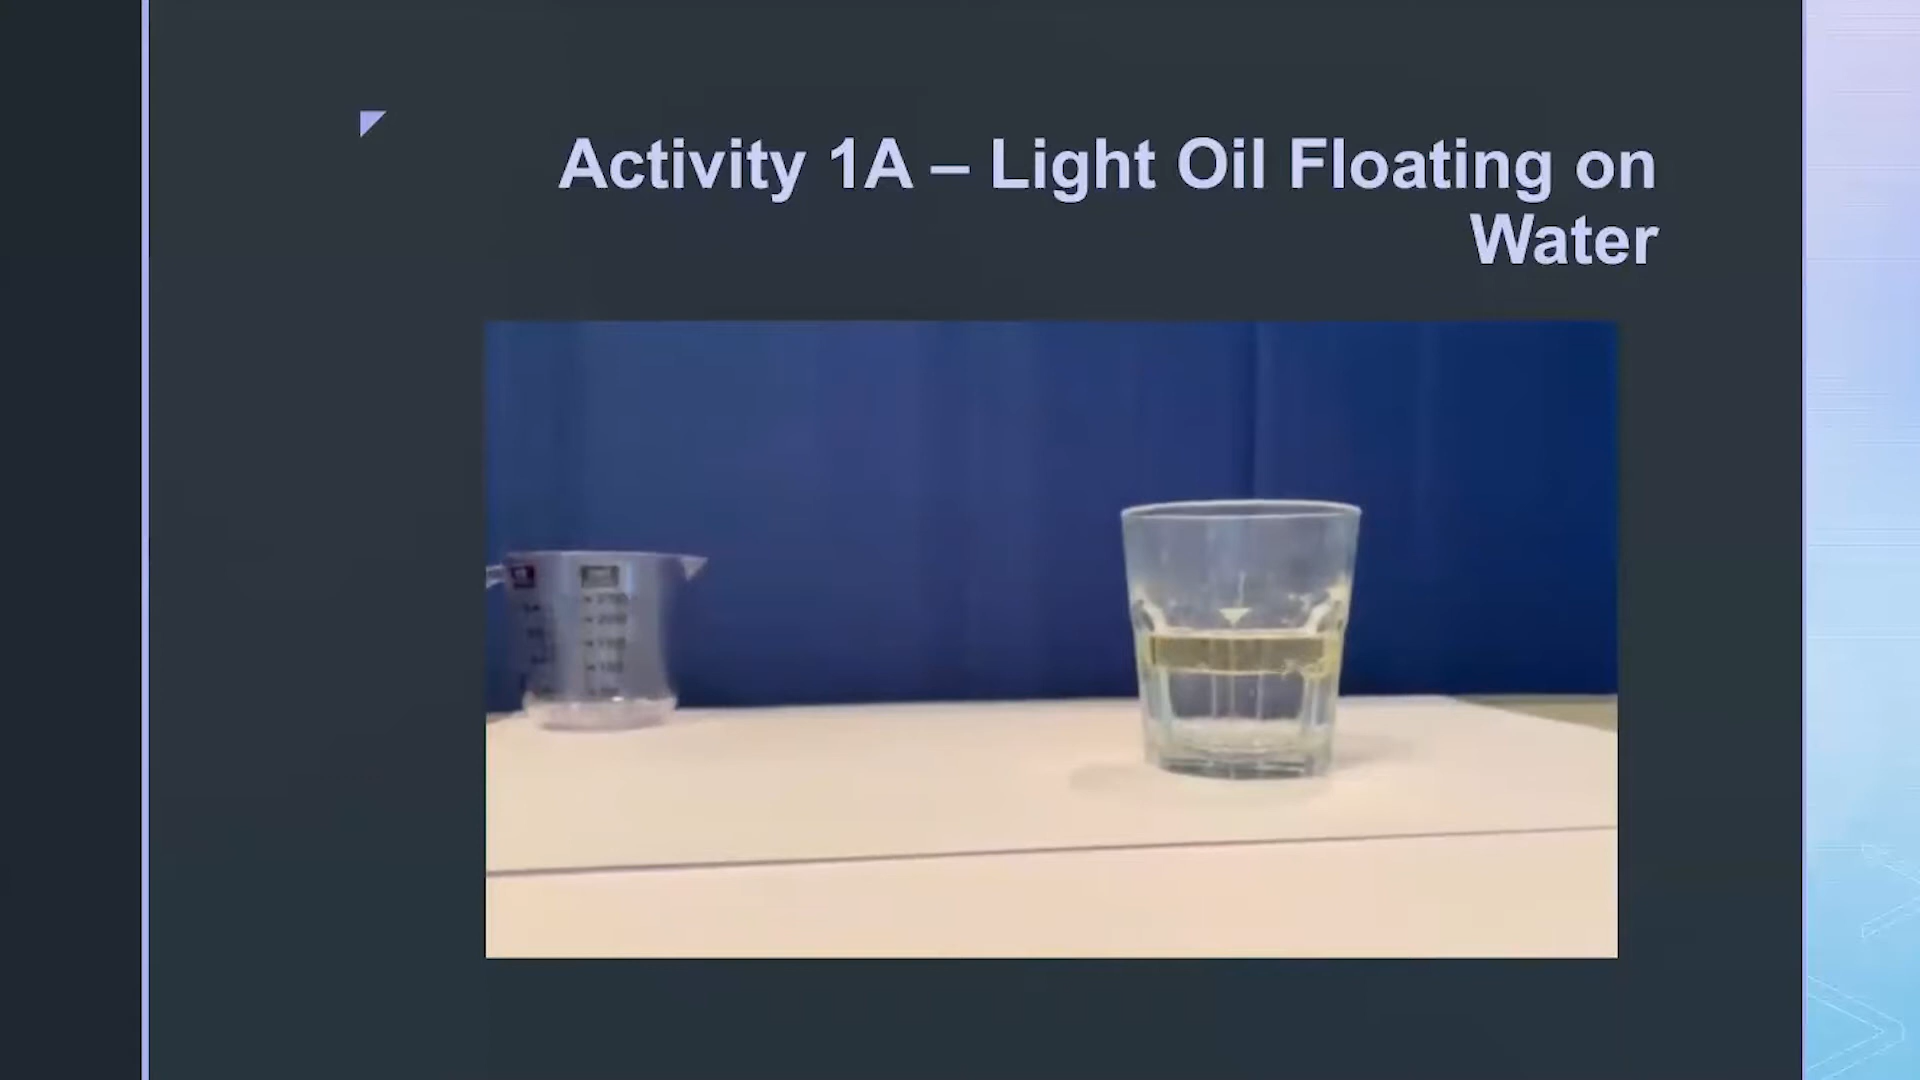 Activity 1A – Light Oil Floating on
Water